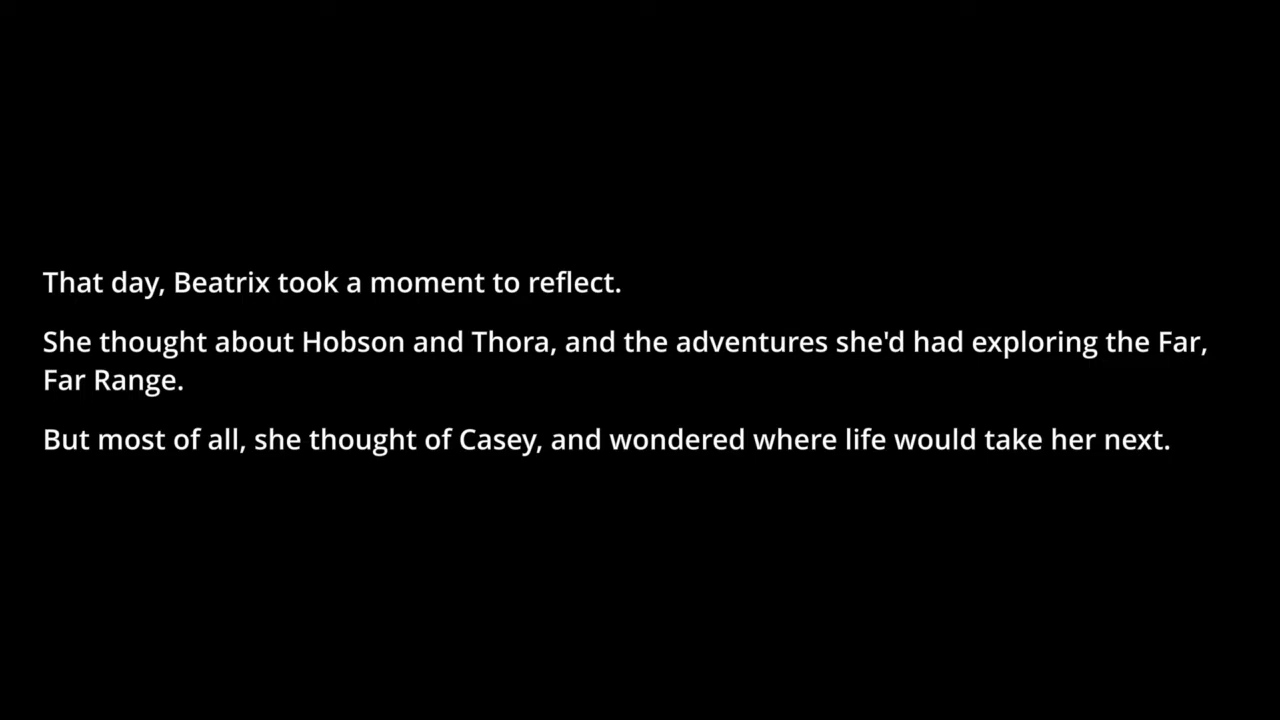 That day, Beatrix took a moment to reflect.
She thought about Hobson and Thora, and the adventures she'd had exploring the Far,
Far Range.
But most of all, she thought of Casey, and wondered where life would take her next.